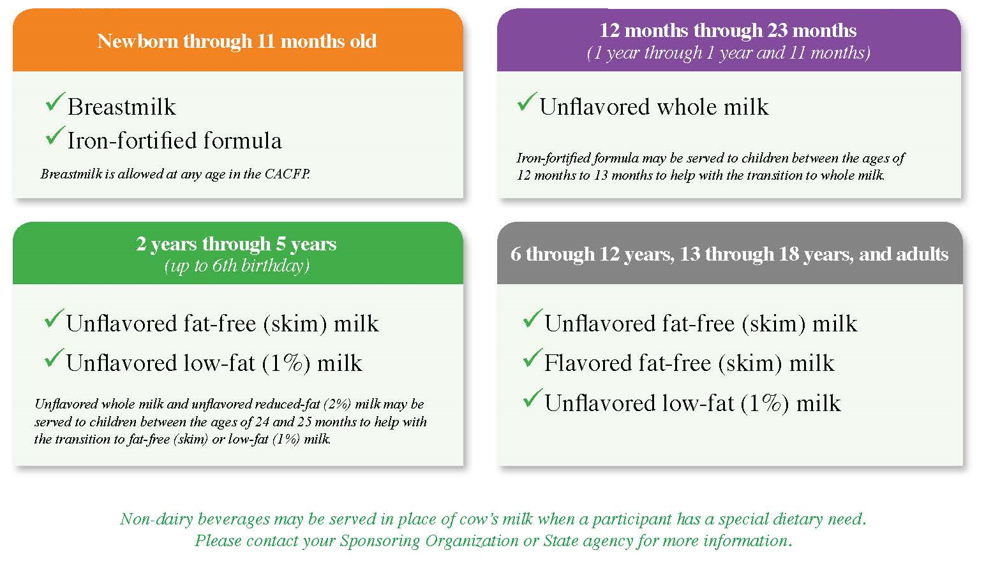 Newborn through 11 months old
✓Breastmilk
✓Iron-fortified formula
Breastmilk is allowed at any age in the CACFP.
12 months through 23 months
(1 year through 1 year and 11 months)
✓Unflavored whole milk
Iron-fortified formula may be served to children between the ages of
12 months to 13 months to help with the transition to whole milk.
2 years through 5 years
(up to 6th birthday)
✓Unflavored fat-free (skim) milk
✓Unflavored low-fat (1%) milk
Unflavored whole milk and unflavored reduced-fat (2%) milk may be
served to children between the ages of 24 and 25 months to help with
the transition to fat-free (skim) or low-fat (1%) milk.
6 through 12 years, 13 through 18 years, and adults
✓Unflavored fat-free (skim) milk
✓Flavored fat-free (skim) milk
✓Unflavored low-fat (1%) milk
Non-dairy beverages may be served in place of cow’s milk when a participant has a special dietary need.
Please contact your Sponsoring Organization or State agency for more information.